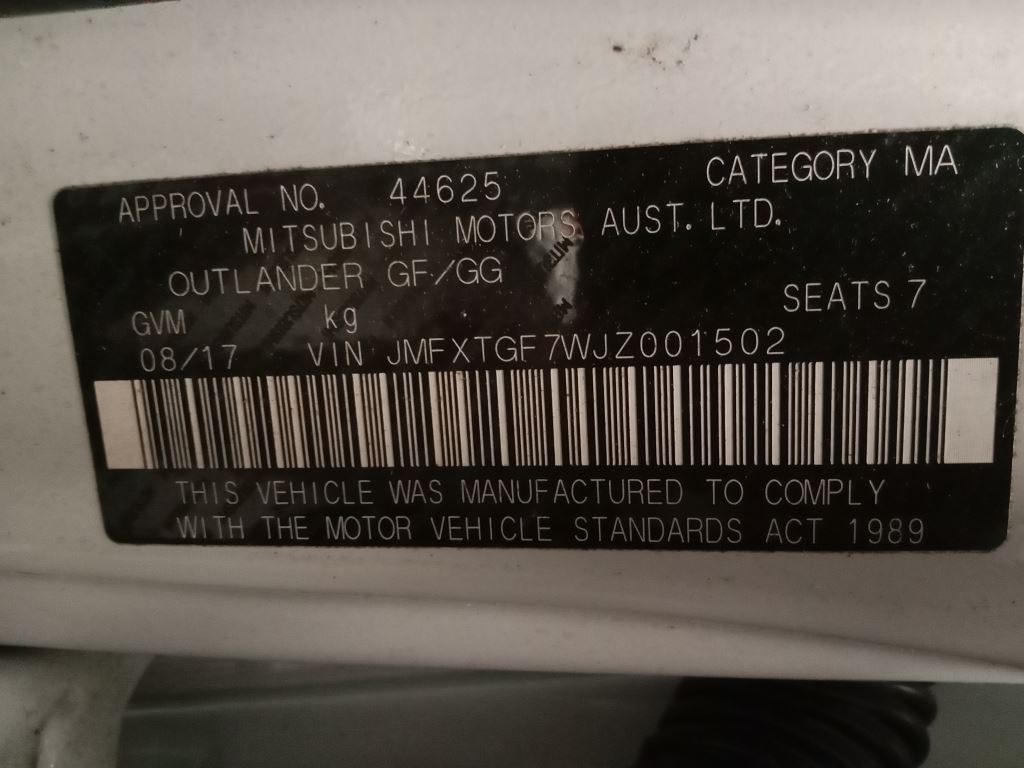 APPROVAL NO. 44625 CATEGORY MA
MITSUBISHI MOTORS AUST. LTD.
OUTLANDER GF/GG
SEATS 7
GVM kg
08/17 VIN JMFXTGF7WJZ001502
THIS VEHICLE WAS MANUFACTURED TO COMPLY
WITH THE MOTOR VEHICLE STANDARDS ACT 1989